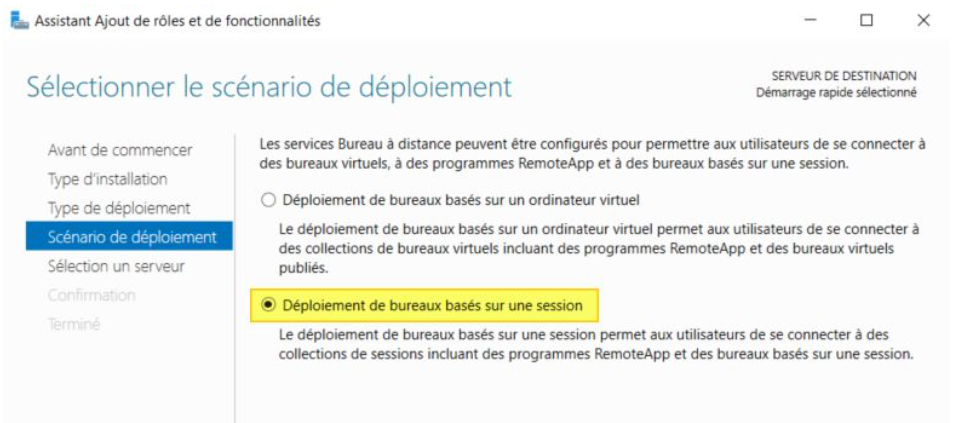 Assistant Ajout de rôles et de fonctionnalités
Sélectionner le scénario de déploiement
SERVEUR DE DESTINATION
Démarrage rapide sélectionné
Avant de commencer
Type d'installation
Type de déploiement
Scénario de déploiement
Sélection un serveur
Confirmation
Terminé
Les services Bureau à distance peuvent être configurés pour permettre aux utilisateurs de se connecter à
des bureaux virtuels, à des programmes RemoteApp et à des bureaux basés sur une session.
Déploiement de bureaux basés sur un ordinateur virtuel
Le déploiement de bureaux basés sur un ordinateur virtuel permet aux utilisateurs de se connecter à
des collections de bureaux virtuels incluant des programmes RemoteApp et des bureaux virtuels
publiés.
Déploiement de bureaux basés sur une session
Le déploiement de bureaux basés sur une session permet aux utilisateurs de se connecter à des
collections de sessions incluant des programmes RemoteApp et des bureaux basés sur une session.